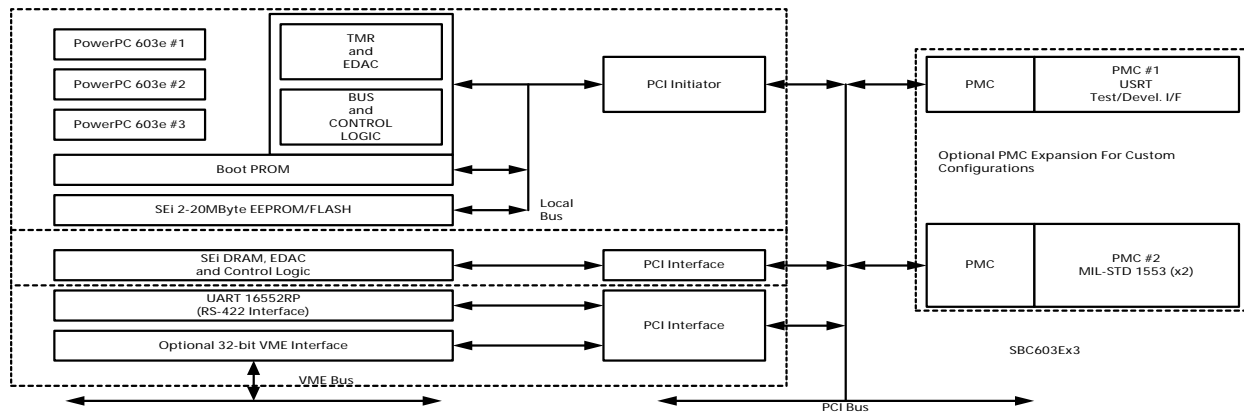 PowerPC 603e #1
PowerPC 603e #2
PowerPC 603e #3
TMR
and
EDAC
BUS
and
CONTROL
LOGIC
Boot PROM
SEi 2-20MByte EEPROM/FLASH
Local
Bus
PCI Initiator
SEi DRAM, EDAC
and Control Logic
PCI Interface
UART 16552RP
(RS-422 Interface)
Optional 32-bit VME Interface
PCI Interface
VME Bus
PCI Bus
PMC
PMC #1
USRT
Test/Devel. I/F
Optional PMC Expansion For Custom
Configurations
PMC
PMC #2
MIL-STD 1553 (x2)
SBC603Ex3